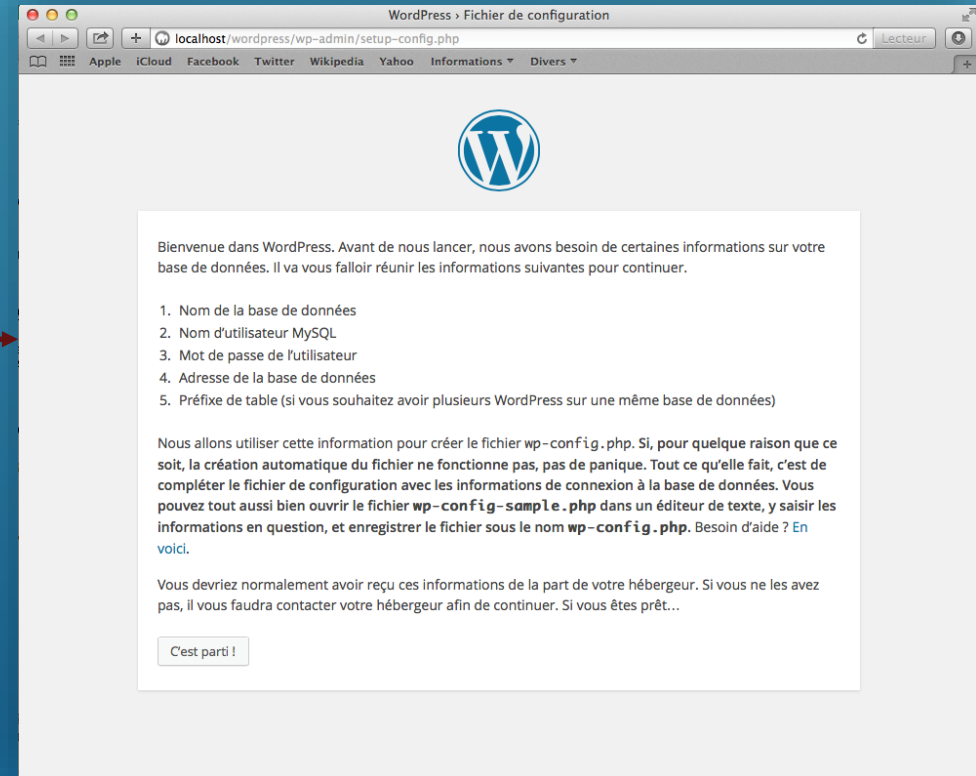 WordPress › Fichier de configuration
localhost/wordpress/wp-admin/setup-config.php
Lecteur
Apple iCloud Facebook Twitter Wikipedia Yahoo Informations Divers
Bienvenue dans WordPress. Avant de nous lancer, nous avons besoin de certaines informations sur votre
base de données. Il va vous falloir réunir les informations suivantes pour continuer.
1. Nom de la base de données
2. Nom d’utilisateur MySQL
3. Mot de passe de l’utilisateur
4. Adresse de la base de données
5. Préfixe de table (si vous souhaitez avoir plusieurs WordPress sur une même base de données)
Nous allons utiliser cette information pour créer le fichier wp-config.php. Si, pour quelque raison que ce
soit, la création automatique du fichier ne fonctionne pas, pas de panique. Tout ce qu’elle fait, c’est de
compléter le fichier de configuration avec les informations de connexion à la base de données. Vous
pouvez tout aussi bien ouvrir le fichier wp-config-sample.php dans un éditeur de texte, y saisir les
informations en question, et enregistrer le fichier sous le nom wp-config.php. Besoin d’aide ? En
voici.
Vous devriez normalement avoir reçu ces informations de la part de votre hébergeur. Si vous ne les avez
pas, il vous faudra contacter votre hébergeur afin de continuer. Si vous êtes prêt…
C’est parti !